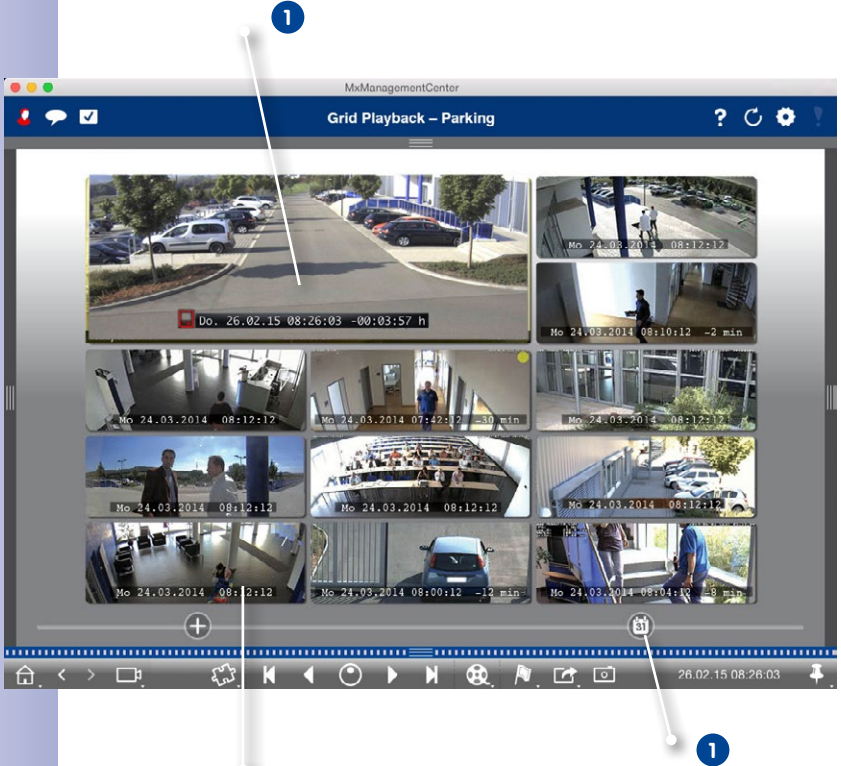 1
MxManagementCenter
Grid Playback – Parking
?
Mo 24.03.2014 08:12:12
Do. 26.02.15 08:26:03 -00:03:57 h
Mo 24.03.2014 08:10:12 -2 min
Mo 24.03.2014 08:12:12
Mo 24.03.2014 07:42:12 -30 min
Mo 24.03.2014 08:12:12
Mo 24.03.2014 08:12:12
Mo 24.03.2014 08:12:12
Mo 24.03.2014 08:12:12
Mo 24.03.2014 08:12:12
Mo 24.03.2014 08:00:12 -12 min
Mo 24.03.2014 08:04:12 -8 min
31
26.02.15 08:26:03
1